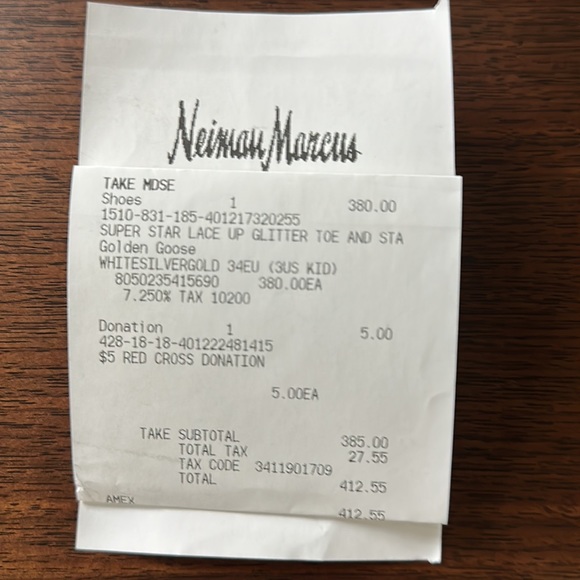 Neiman Marcus
TAKE MDSE
Shoes 1 380.00
1510-831-185-401217320255
SUPER STAR LACE UP GLITTER TOE AND STA
Golden Goose
WHITESILVERGOLD 34EU (3US KID)
8050235415690 380.00EA
7.250% TAX 10200
Donation 1 5.00
428-18-18-401222481415
$5 RED CROSS DONATION
5.00EA
TAKE SUBTOTAL 385.00
TOTAL TAX 27.55
TAX CODE 3411901709
TOTAL 412.55
AMEX 412.55